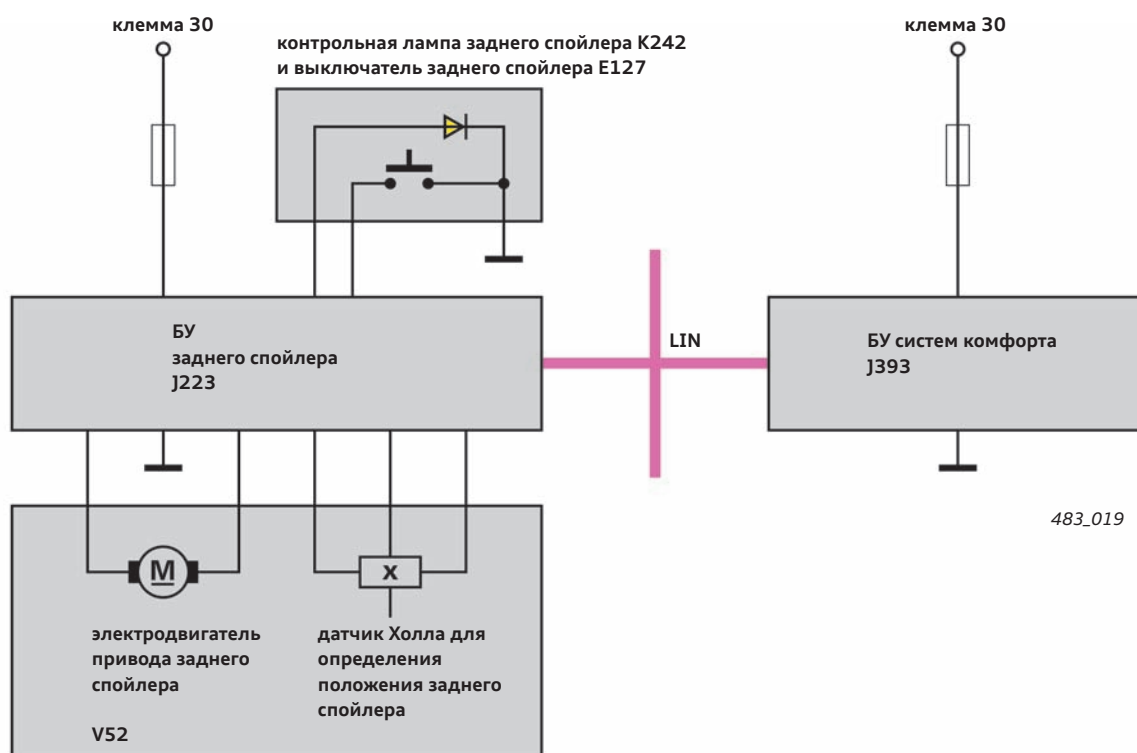 клемма 30
контрольная лампа заднего спойлера K242
и выключатель заднего спойлера E127
клемма 30
БУ
заднего спойлера
J223
LIN
БУ систем комфорта
J393
483_019
M
x
электродвигатель
привода заднего
спойлера
V52
датчик Холла для
определения
положения заднего
спойлера